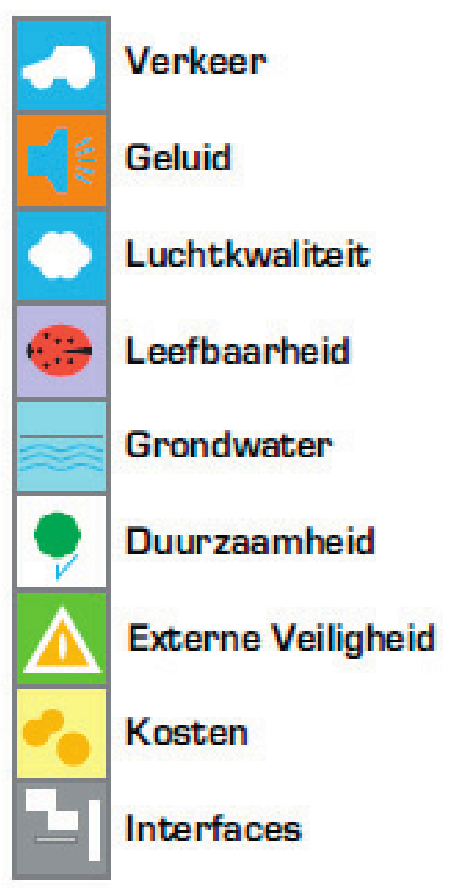 Verkeer
Geluid
Luchtkwaliteit
Leefbaarheid
Grondwater
Duurzaamheid
Externe Veiligheid
Kosten
Interfaces